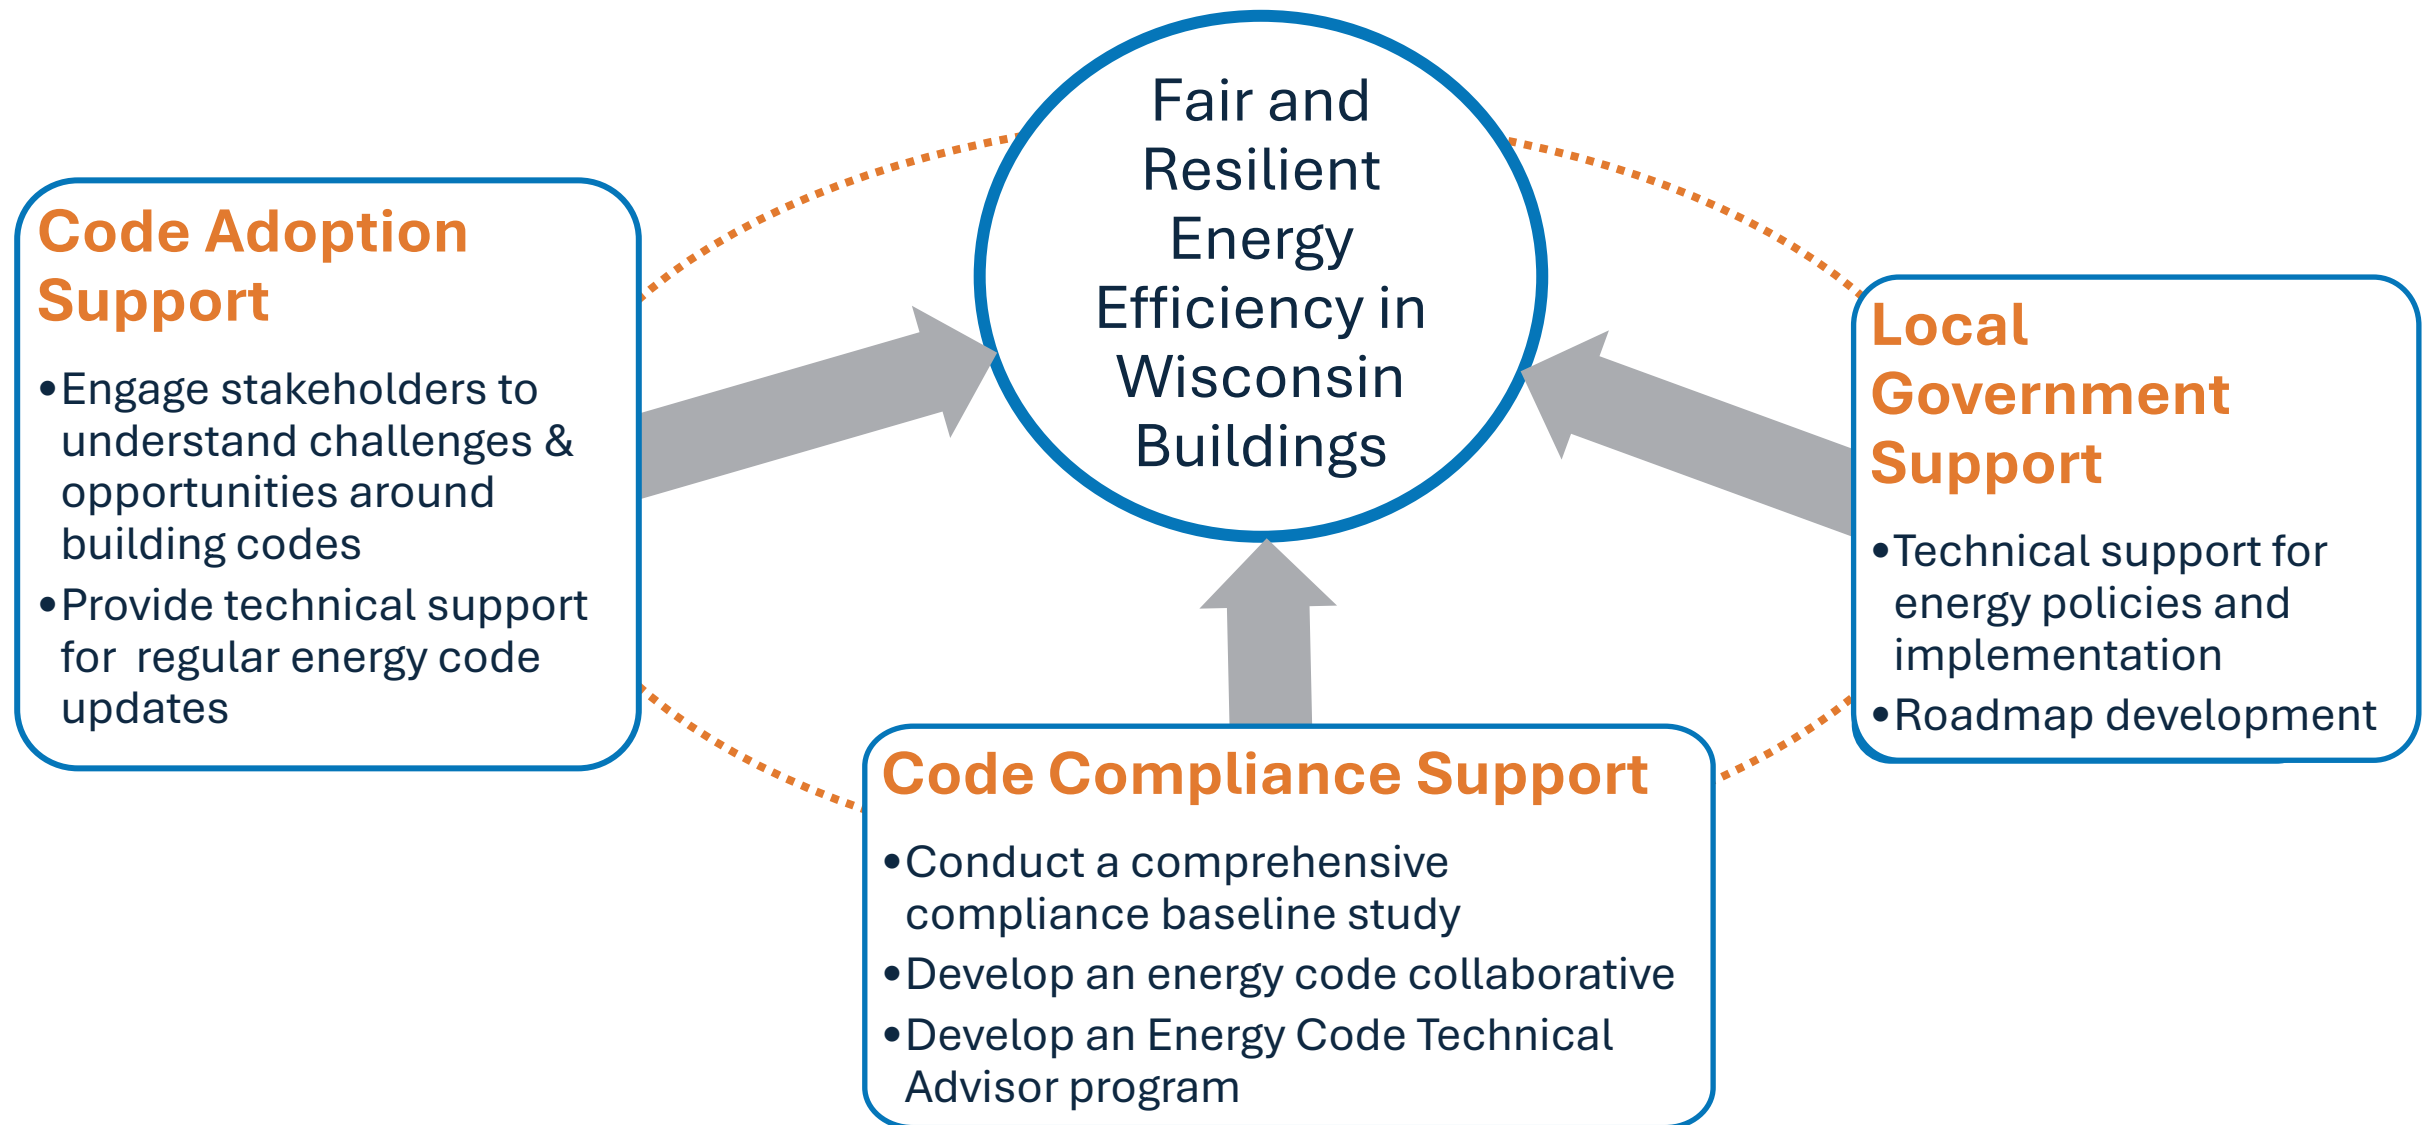 Fair and
Resilient
Energy
Efficiency in
Wisconsin
Buildings
Code Adoption
Support
•Engage stakeholders to
understand challenges &
opportunities around
building codes
•Provide technical support
for  regular energy code
updates
Local
Government
Support
•Technical support for
energy policies and
implementation
•Roadmap development
Code Compliance Support
•Conduct a comprehensive
compliance baseline study
•Develop an energy code collaborative
•Develop an Energy Code Technical
Advisor program